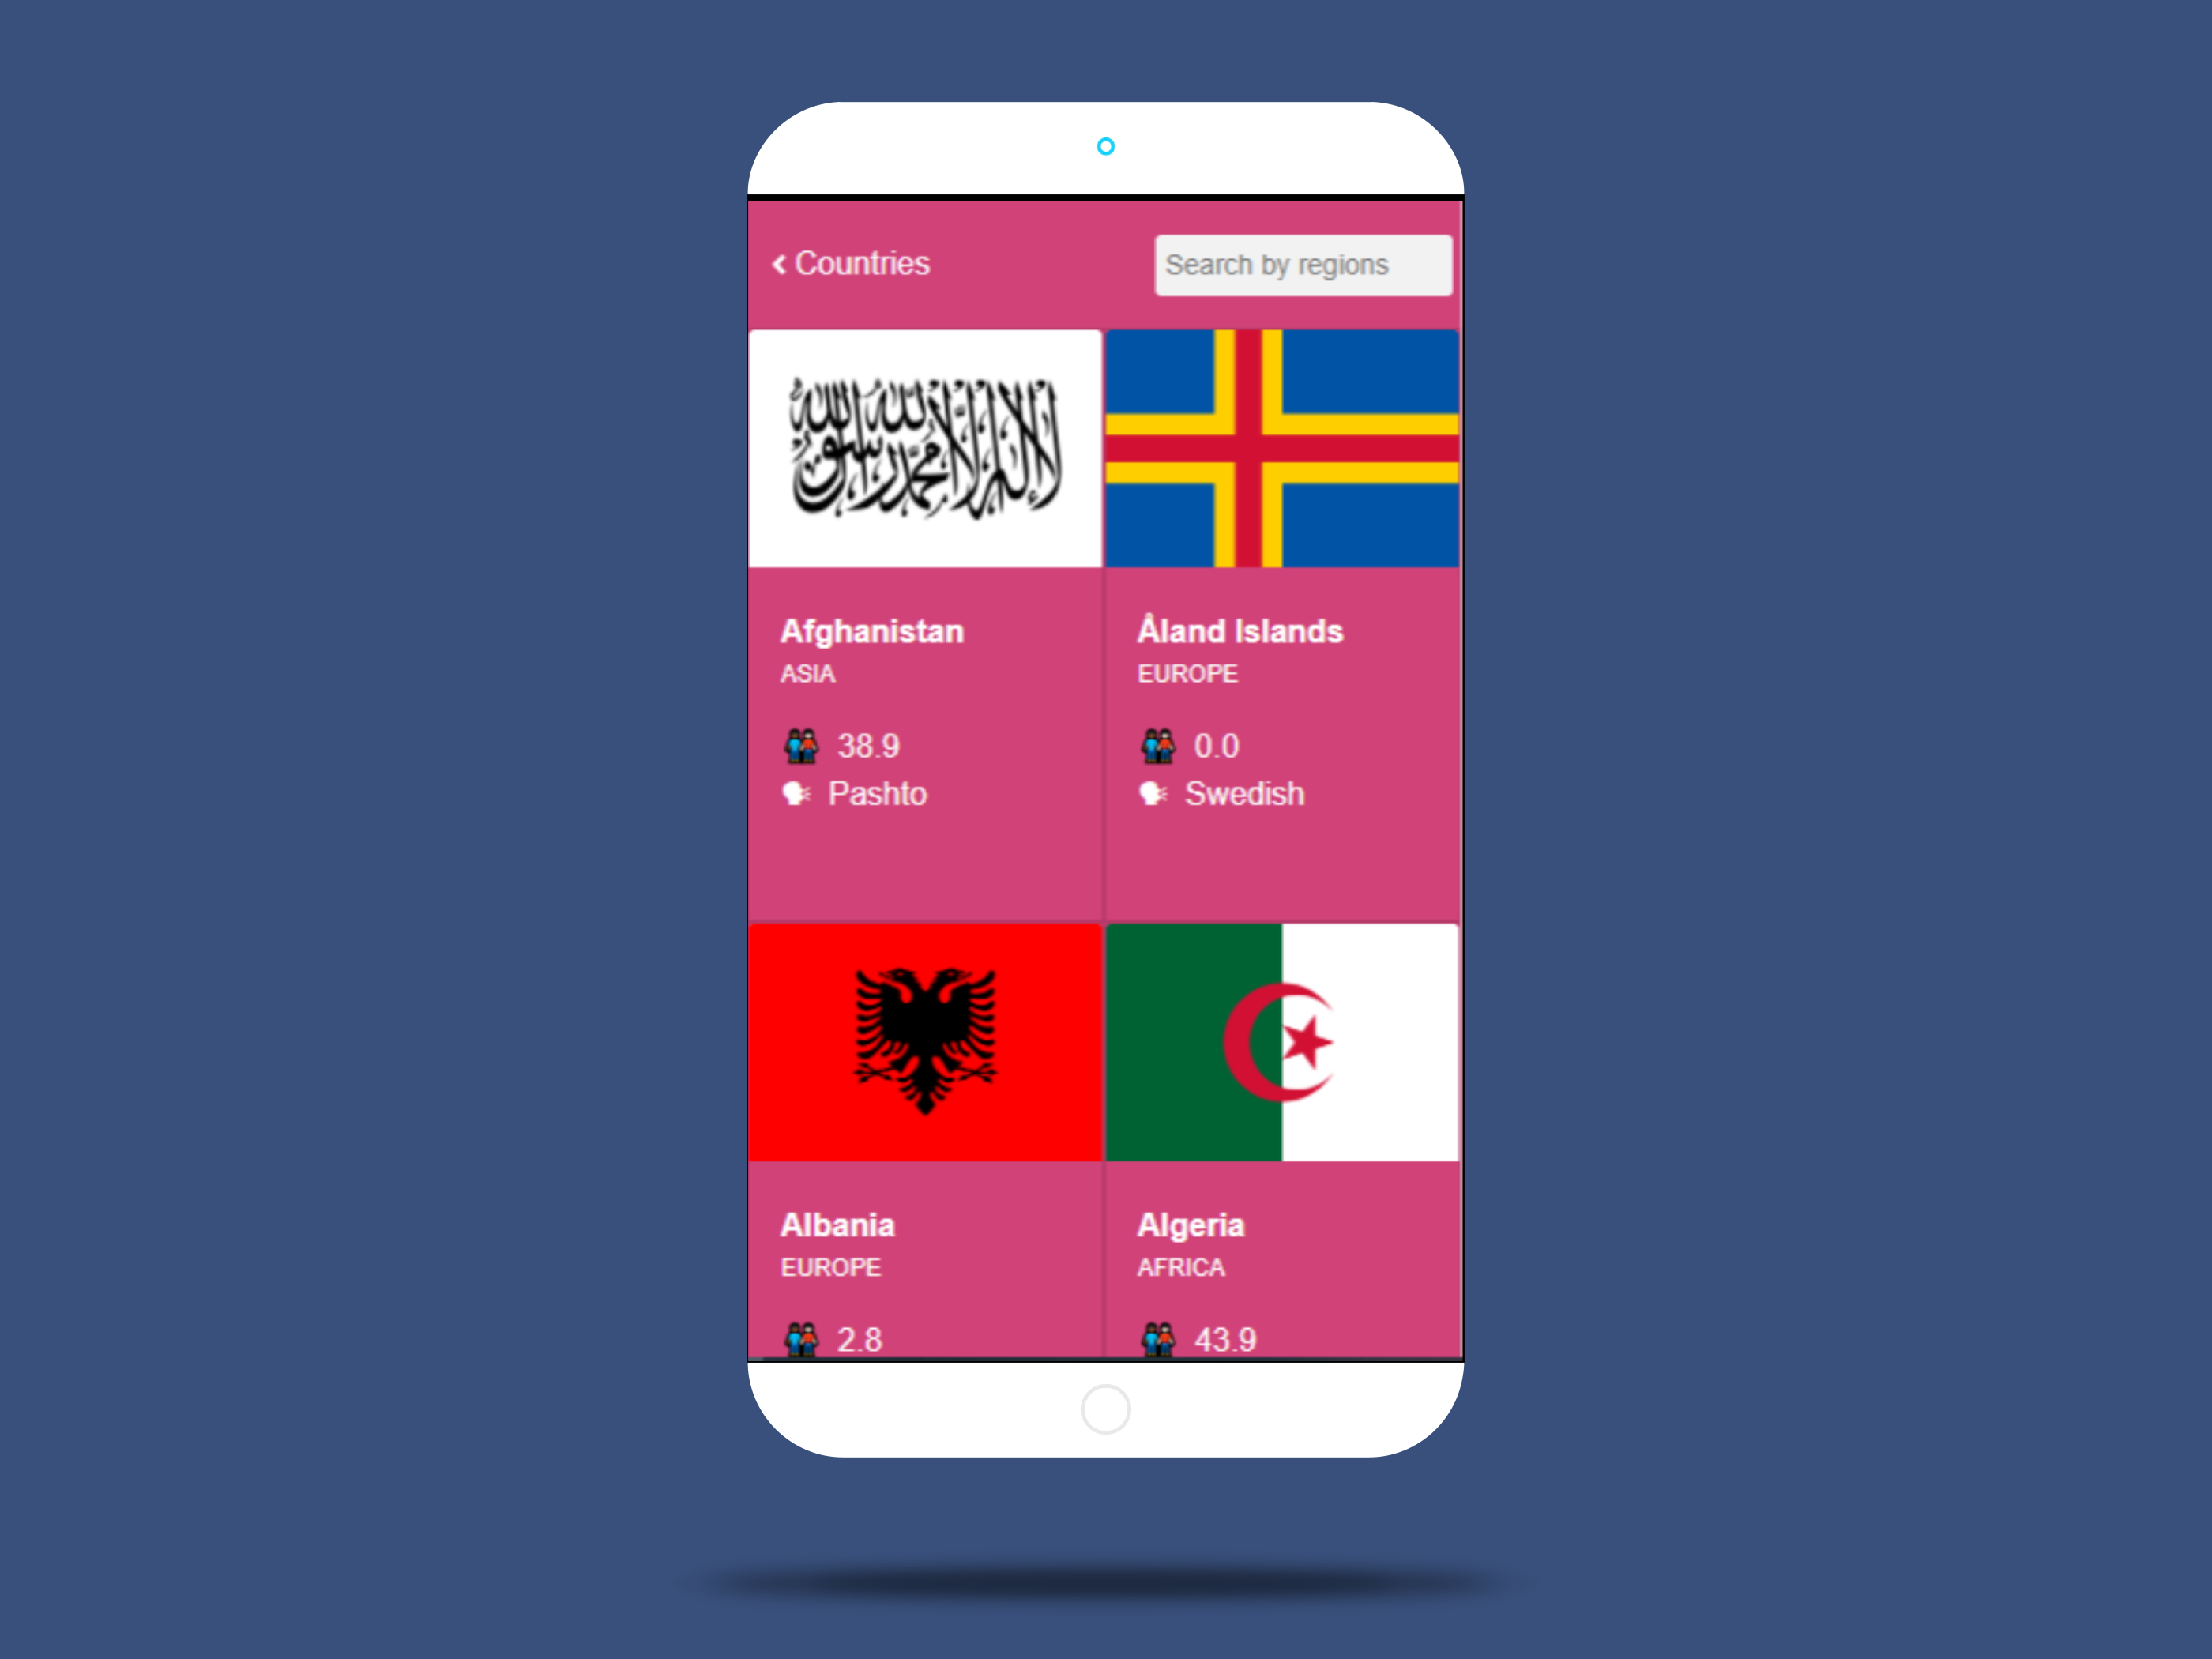 Countries
Search by regions
لا إله إلا الله محمد رسول الله
Afghanistan
ASIA
38.9
Pashto
Åland Islands
EUROPE
0.0
Swedish
Albania
EUROPE
2.8
Algeria
AFRICA
43.9